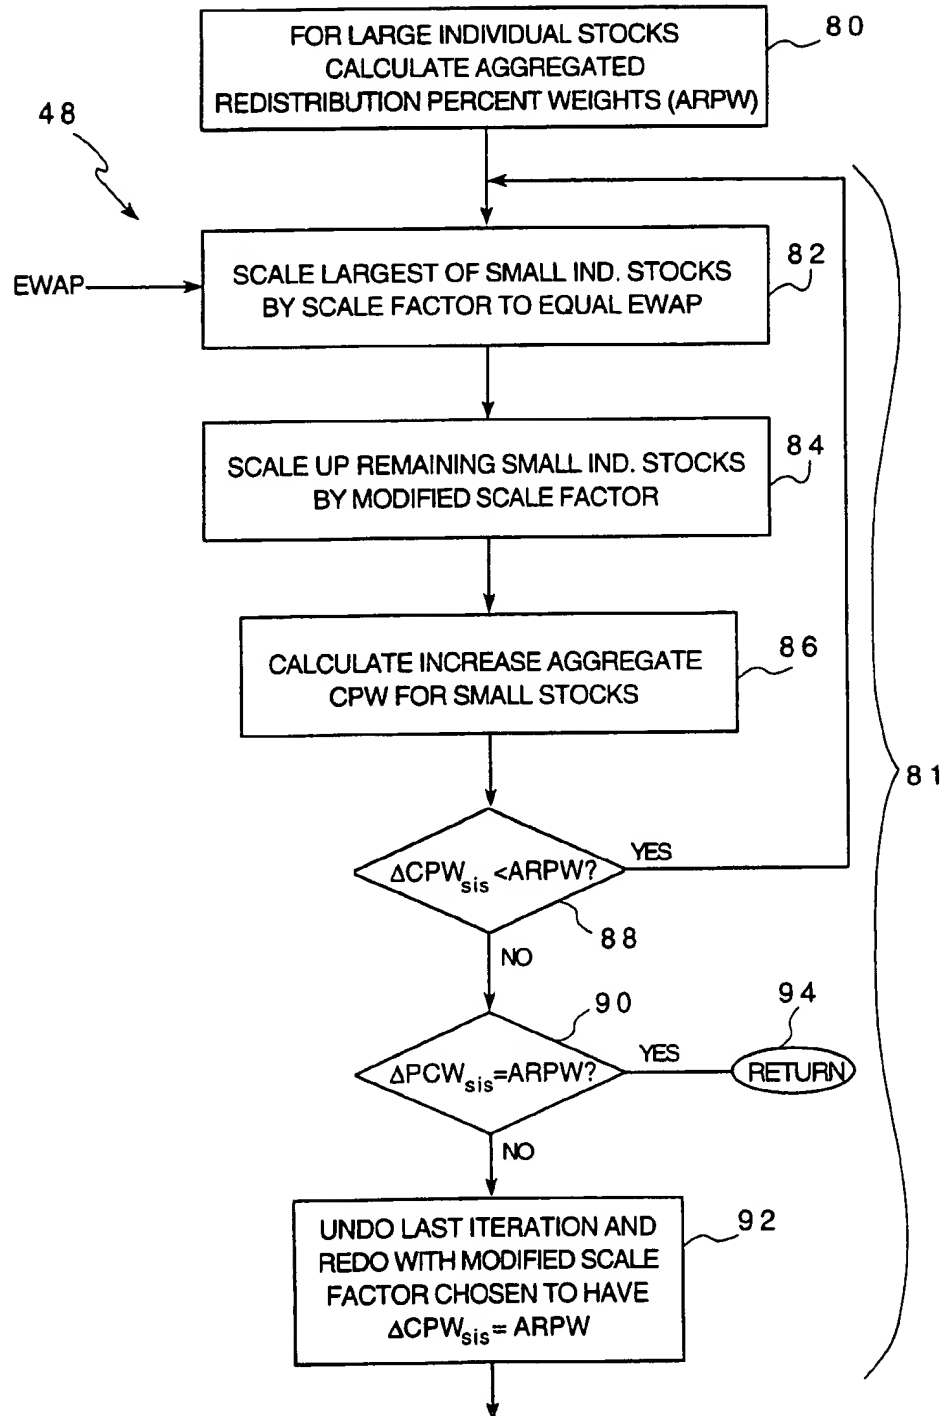 FOR LARGE INDIVIDUAL STOCKS
CALCULATE AGGREGATED
REDISTRIBUTION PERCENT WEIGHTS (ARPW)
80
48
EWAP
SCALE LARGEST OF SMALL IND. STOCKS
BY SCALE FACTOR TO EQUAL EWAP
82
SCALE UP REMAINING SMALL IND. STOCKS
BY MODIFIED SCALE FACTOR
84
CALCULATE INCREASE AGGREGATE
CPW FOR SMALL STOCKS
86
81
ΔCPWsis <ARPW?
YES
88
NO
90
94
ΔPCWsis=ARPW?
YES
RETURN
NO
UNDO LAST ITERATION AND
REDO WITH MODIFIED SCALE
FACTOR CHOSEN TO HAVE
ΔCPWsis= ARPW
92